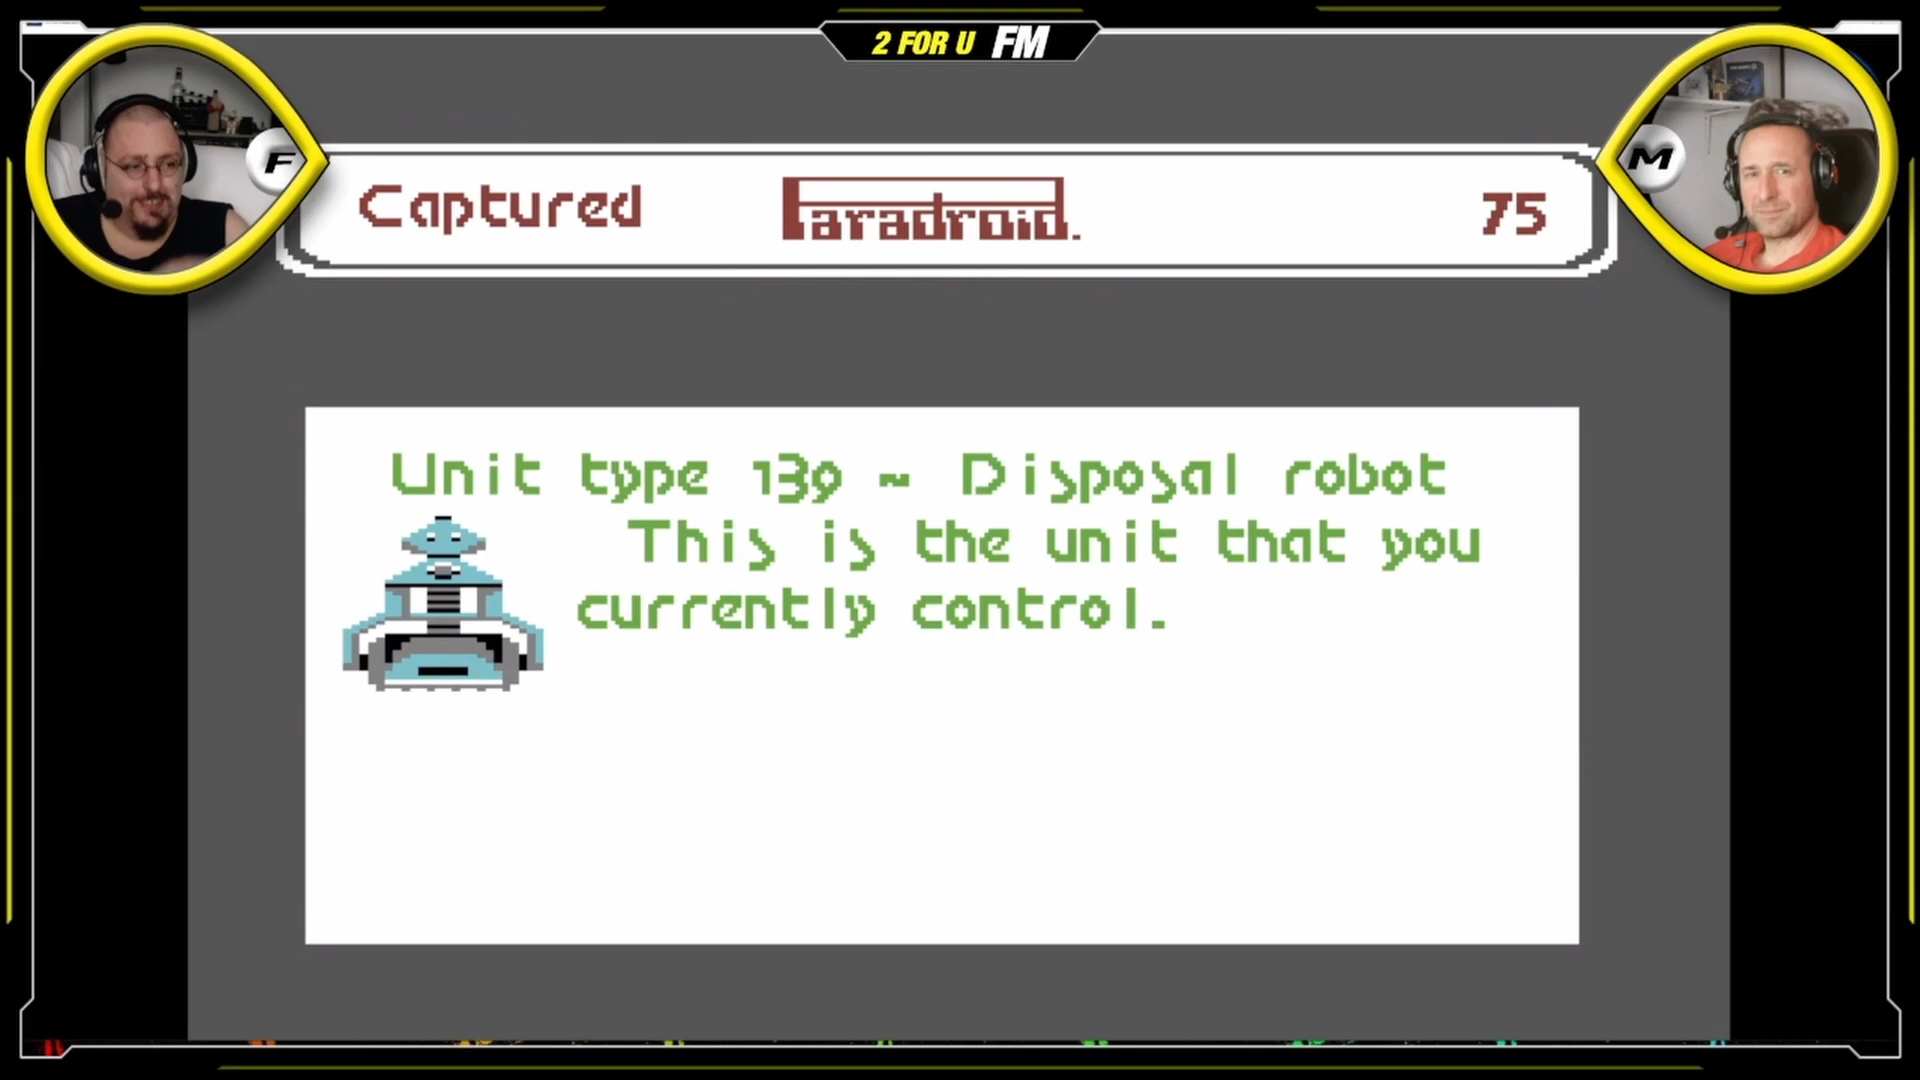 2 FOR U FM
F
M
Captured Paradroid. 75
Unit type 139 ~ Disposal robot
This is the unit that you
currently control.